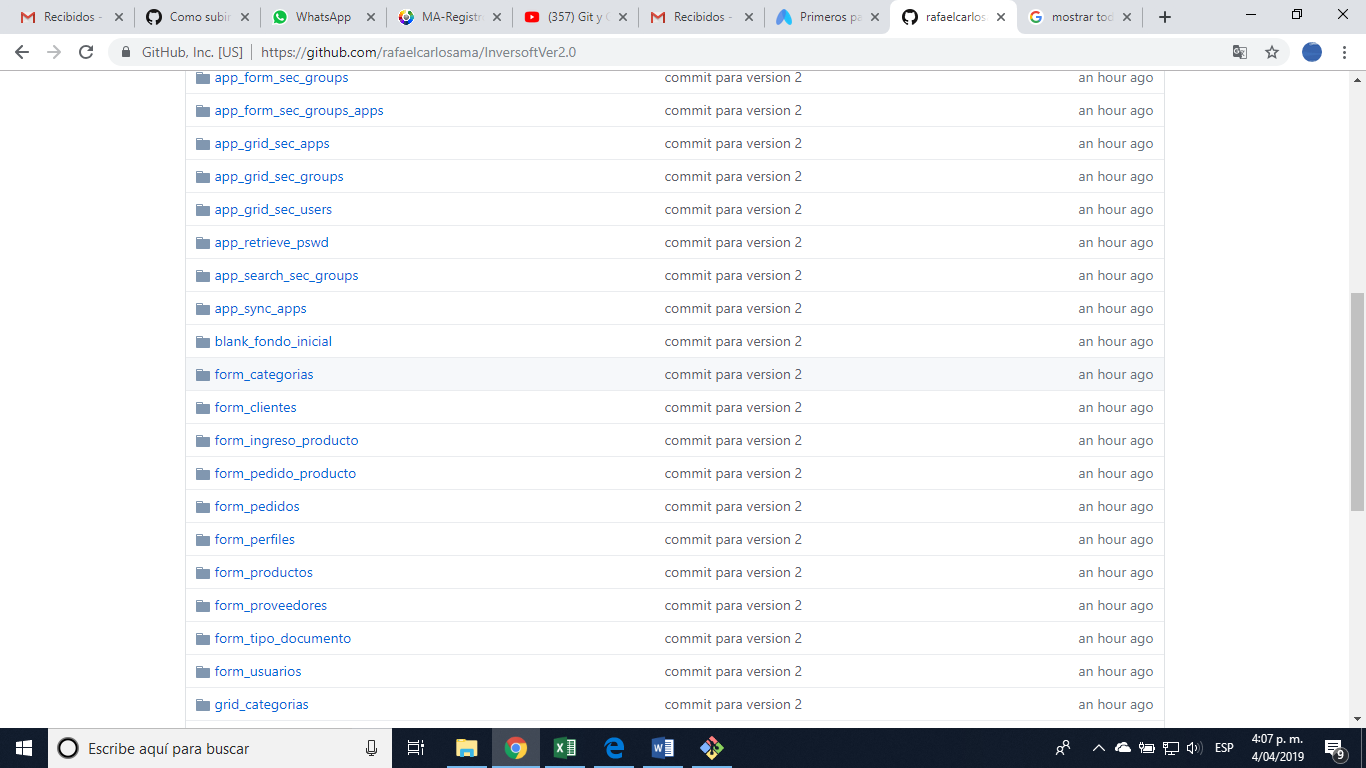 Recibidos -
Como subir
WhatsApp
MA-Registr
(357) Git y G
Recibidos -
Primeros pa
rafaelcarlos
mostrar tod
GitHub, Inc. [US] | https://github.com/rafaelcarlosama/InversoftVer2.0
app_form_sec_groups commit para version 2 an hour ago
app_form_sec_groups_apps commit para version 2 an hour ago
app_grid_sec_apps commit para version 2 an hour ago
app_grid_sec_groups commit para version 2 an hour ago
app_grid_sec_users commit para version 2 an hour ago
app_retrieve_pswd commit para version 2 an hour ago
app_search_sec_groups commit para version 2 an hour ago
app_sync_apps commit para version 2 an hour ago
blank_fondo_inicial commit para version 2 an hour ago
form_categorias commit para version 2 an hour ago
form_clientes commit para version 2 an hour ago
form_ingreso_producto commit para version 2 an hour ago
form_pedido_producto commit para version 2 an hour ago
form_pedidos commit para version 2 an hour ago
form_perfiles commit para version 2 an hour ago
form_productos commit para version 2 an hour ago
form_proveedores commit para version 2 an hour ago
form_tipo_documento commit para version 2 an hour ago
form_usuarios commit para version 2 an hour ago
grid_categorias commit para version 2 an hour ago
Escribe aquí para buscar
ESP
4:07 p. m.
4/04/2019
9